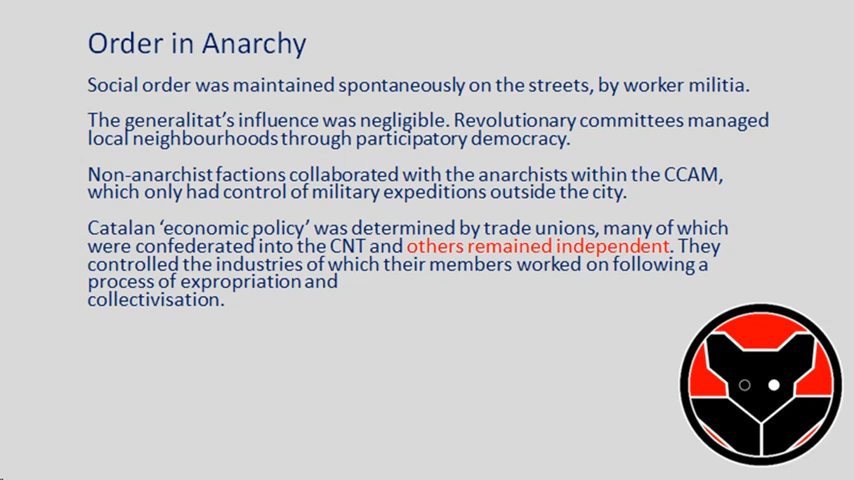 Order in Anarchy
Social order was maintained spontaneously on the streets, by worker militia.
The generalitat's influence was negligible. Revolutionary committees managed
local neighbourhoods through participatory democracy.
Non-anarchist factions collaborated with the anarchists within the CCAM,
which only had control of military expeditions outside the city.
Catalan 'economic policy' was determined by trade unions, many of which
were confederated into the CNT and others remained independent. They
controlled the industries of which their members worked on following a
process of expropriation and
collectivisation.